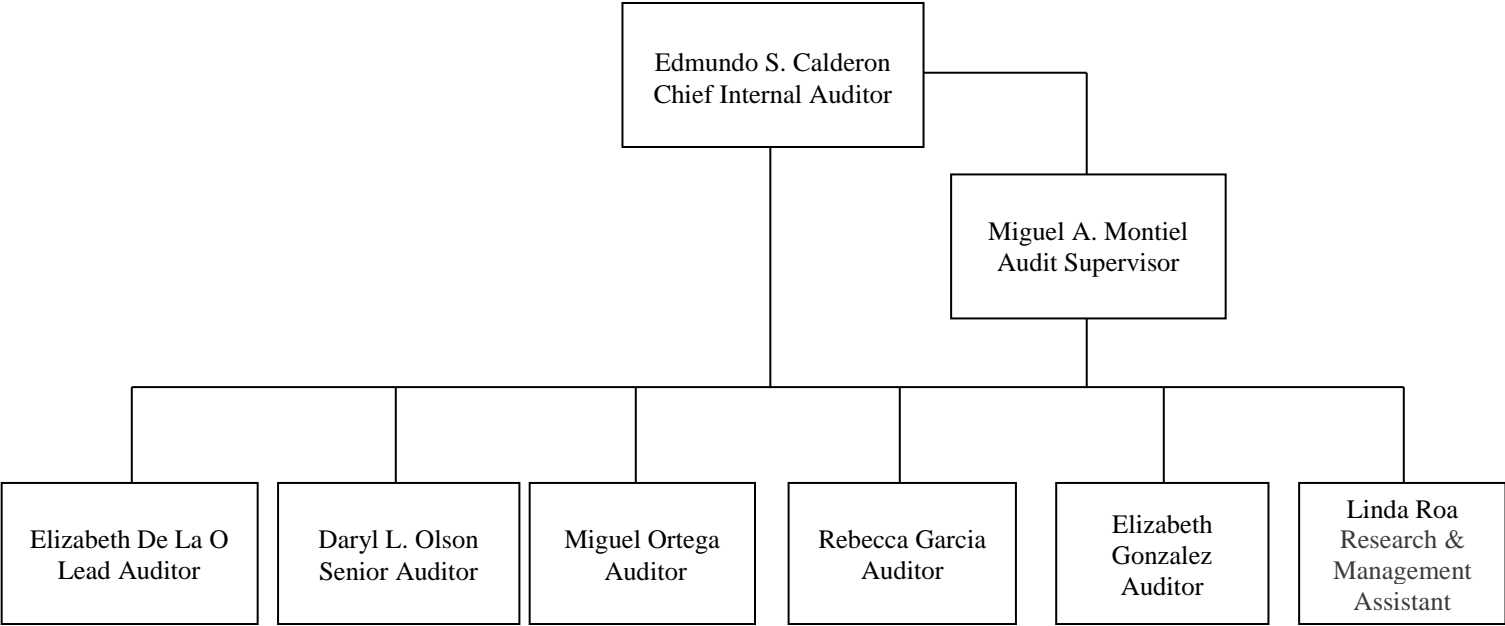 Edmundo S. Calderon
Chief Internal Auditor
Miguel A. Montiel
Audit Supervisor
Elizabeth De La O
Lead Auditor
Daryl L. Olson
Senior Auditor
Miguel Ortega
Auditor
Rebecca Garcia
Auditor
Elizabeth
Gonzalez
Auditor
Linda Roa
Research &
Management
Assistant